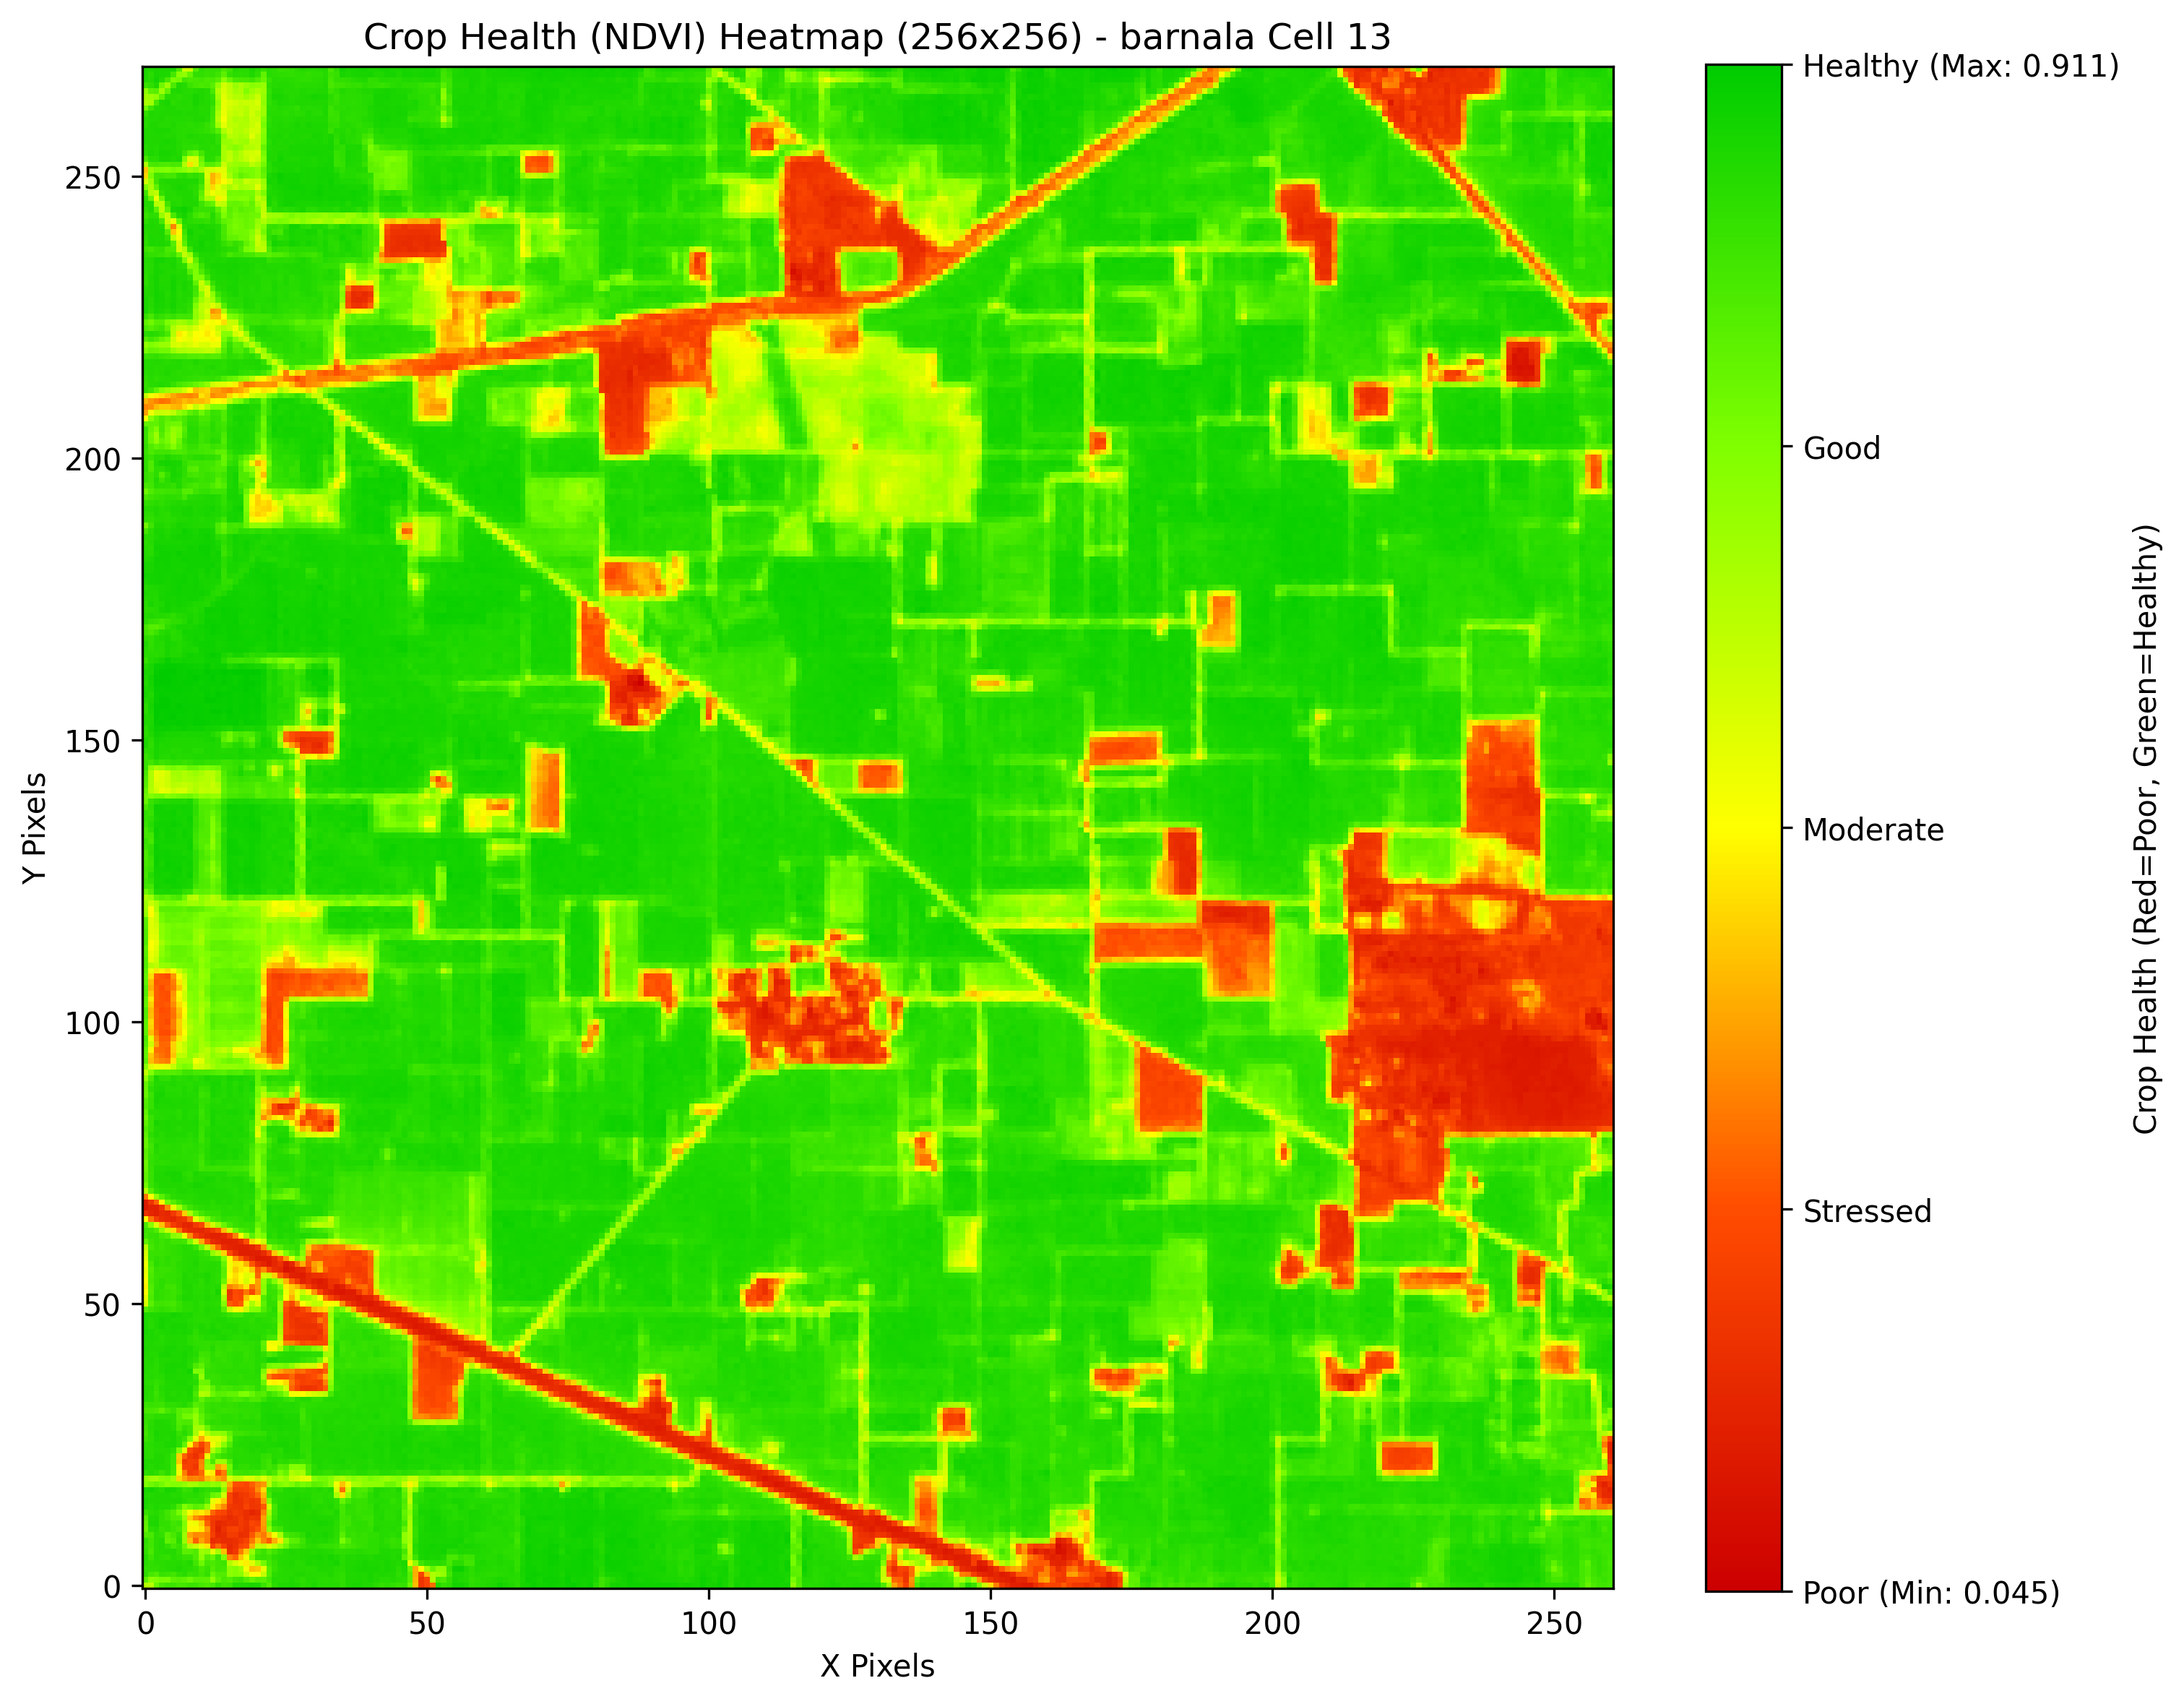 Crop Health (NDVI) Heatmap (256x256) - barnala Cell 13
Healthy (Max: 0.911)
Good
Moderate
Stressed
Poor (Min: 0.045)
Crop Health (Red=Poor, Green=Healthy)
Y Pixels
250
200
150
100
50
0
0 50 100 150 200 250
X Pixels